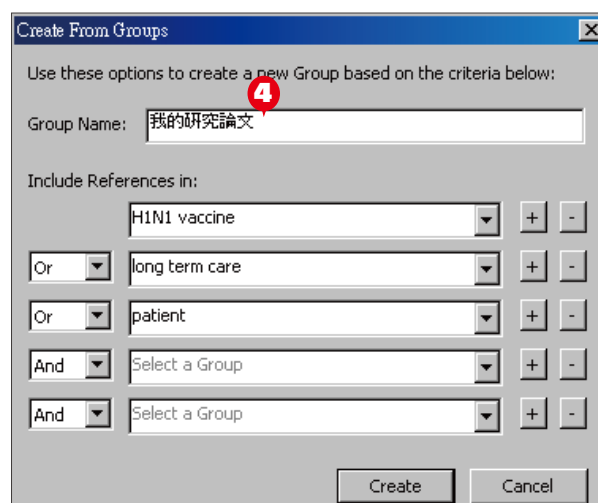 Create From Groups
Use these options to create a new Group based on the criteria below:
4
Group Name: 我的研究論文
Include References in:
H1N1 vaccine + -
Or long term care + -
Or patient + -
And Select a Group + -
And Select a Group + -
Create Cancel